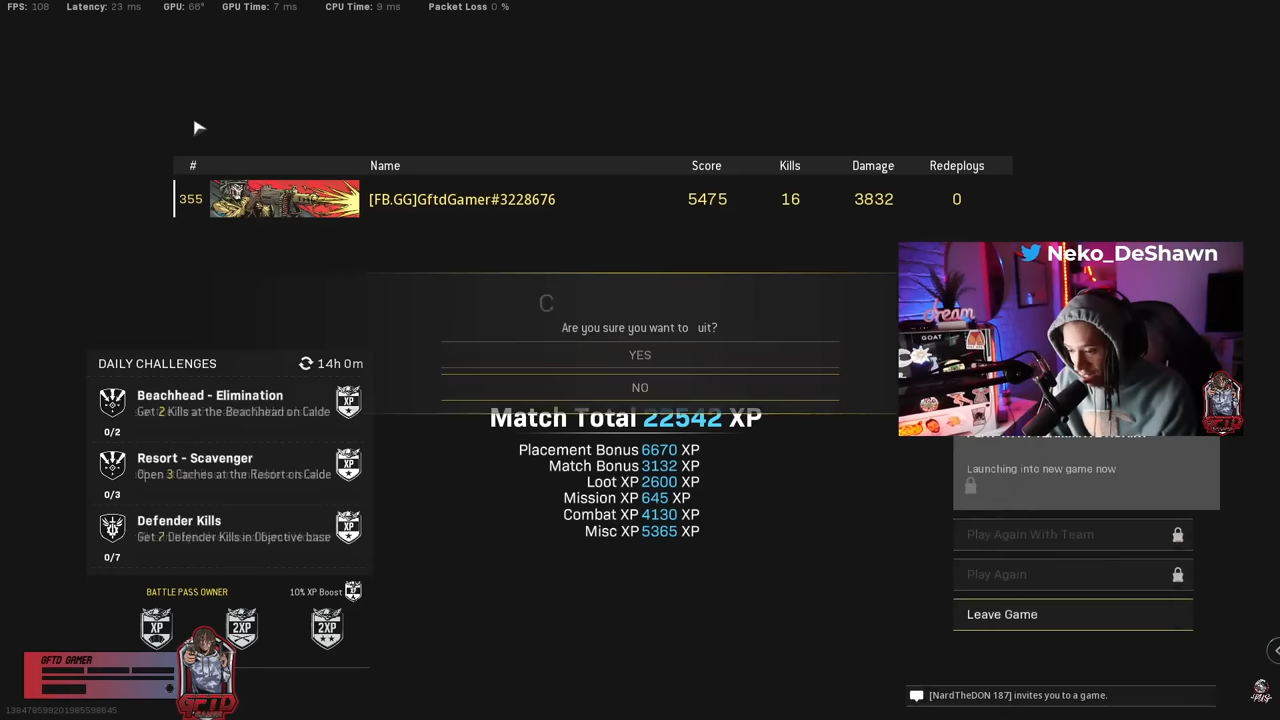 FPS: 108 Latency: 23 ms GPU: 66° GPU Time: 7 ms CPU Time: 9 ms Packet Loss 0 %
# Name Score Kills Damage Redeploys
355 [FB.GG]GftdGamer#3228676 5475 16 3832 0
Neko_DeShawn
dream
GOAT
C
Are you sure you want to uit?
YES
NO
DAILY CHALLENGES 14h 0m
Beachhead - Elimination
Get 2 Kills at the Beachhead on Calde
XP
0/2
Resort - Scavenger
Open 3 Caches at the Resort on Calde
XP
0/3
Defender Kills
Get 7 Defender Kills in Objective base
XP
0/7
BATTLE PASS OWNER 10% XP Boost
XP 2XP 2XP
Match Total 22542 XP
Placement Bonus 6670 XP
Match Bonus 3132 XP
Loot XP 2600 XP
Mission XP 645 XP
Combat XP 4130 XP
Misc XP 5365 XP
Launching into new game now
Play Again With Team
Play Again
Leave Game
GFTD GAMER
GFTD
138478599201985598645
[NardTheDON 187] invites you to a game.